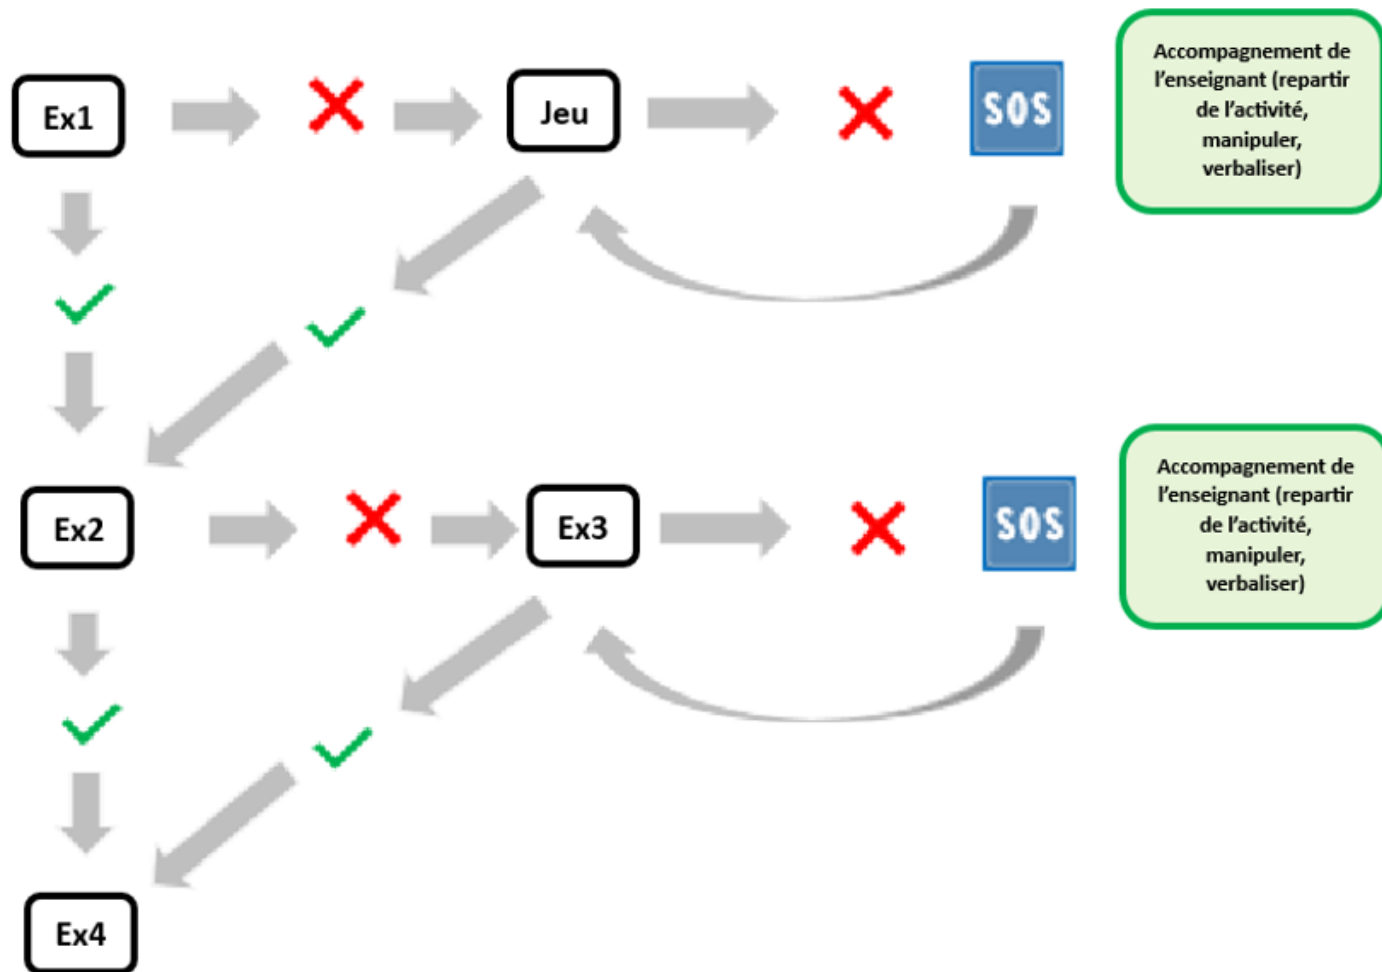 Ex1
Jeu
SOS
Accompagnement de
l'enseignant (repartir
de l'activité,
manipuler,
verbaliser)
Ex2
Ex3
SOS
Accompagnement de
l'enseignant (repartir
de l'activité,
manipuler,
verbaliser)
Ex4